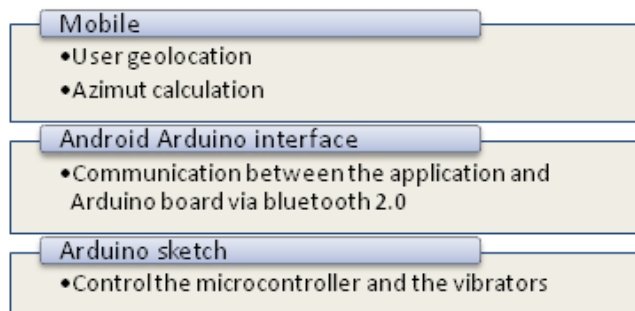 Mobile
•User geolocation
•Azimut calculation
Android Arduino interface
•Communication between the application and
Arduino board via bluetooth 2.0
Arduino sketch
•Control the microcontroller and the vibrators